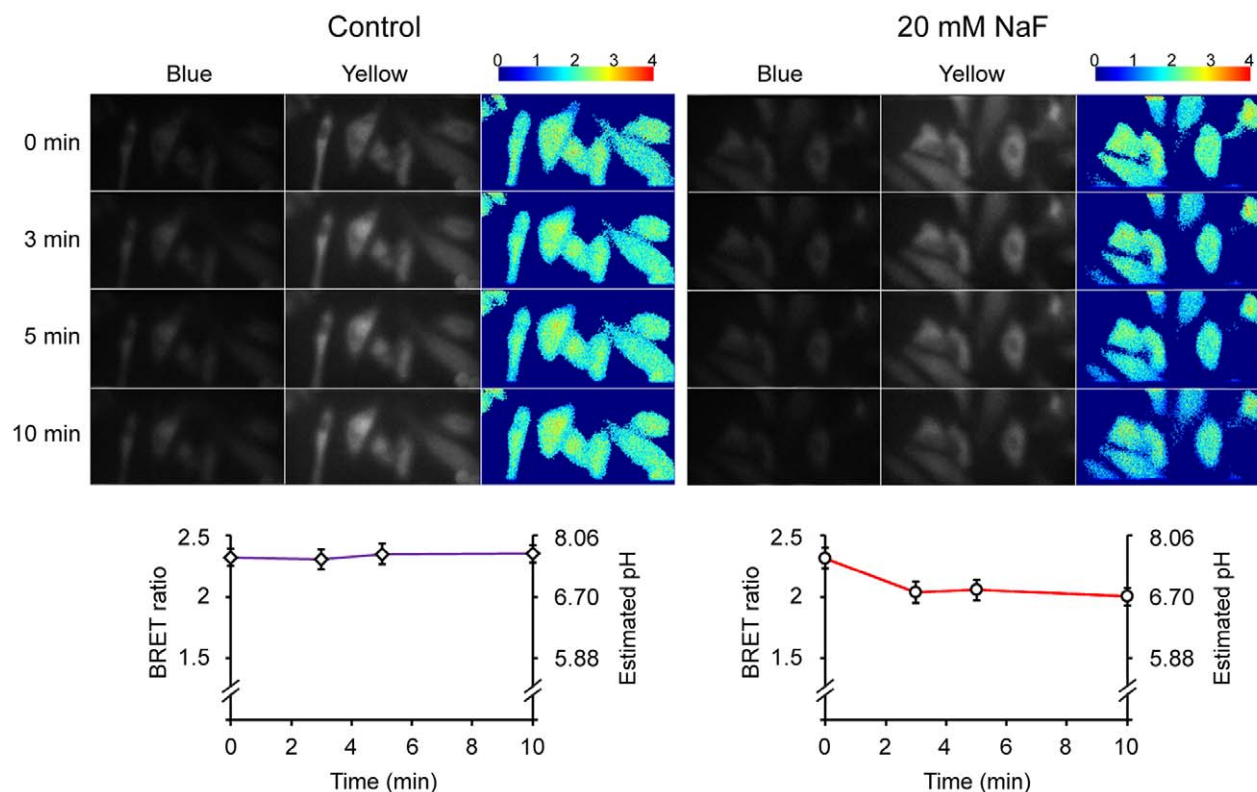 Control
20 mM NaF
Blue
Yellow
0 1 2 3 4
Blue
Yellow
0 1 2 3 4
0 min
3 min
5 min
10 min
BRET ratio
2.5
2
1.5
8.06
6.70
5.88
Estimated pH
0 2 4 6 8 10
Time (min)
BRET ratio
2.5
2
1.5
8.06
6.70
5.88
Estimated pH
0 2 4 6 8 10
Time (min)